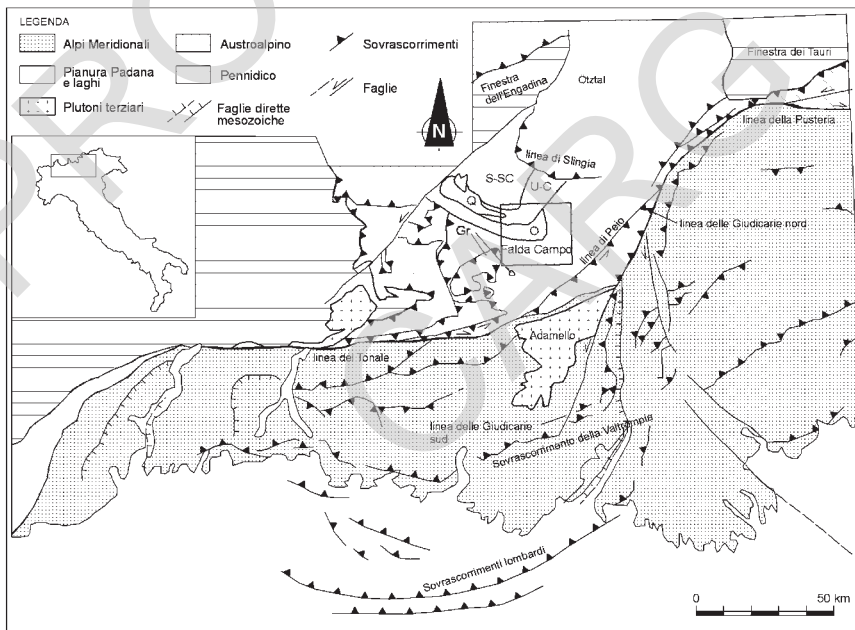 LEGENDA
Alpi Meridionali
Austroalpino
Sovrascorrimenti
Pianura Padana
e laghi
Pennidico
Faglie
Plutoni terziari
Faglie dirette
mesozoiche
N
Finestra
dell'Engadina
Otztal
Finestra dei Tauri
linea della Pusteria
linea di Slingia
S-SC
U-C
Q
O
Gr
Falda Campo
linea di Peio
linea delle Giudicarie nord
Adamello
linea del Tonale
linea delle Giudicarie
sud
Sovrascorrimento della Valtrompia
Sovrascorrimenti lombardi
0
50 km
PRO
CARG